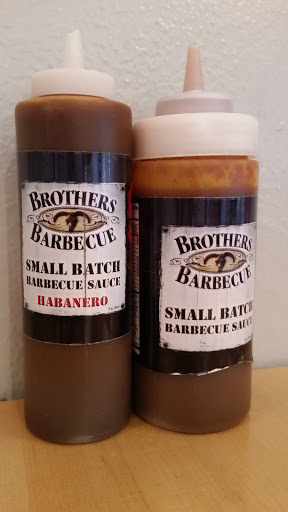 BROTHERS
BARBECUE
SMALL BATCH
BARBECUE SAUCE
HABANERO
BROTHERS
BARBECUE
SMALL BATCH
BARBECUE SAUCE